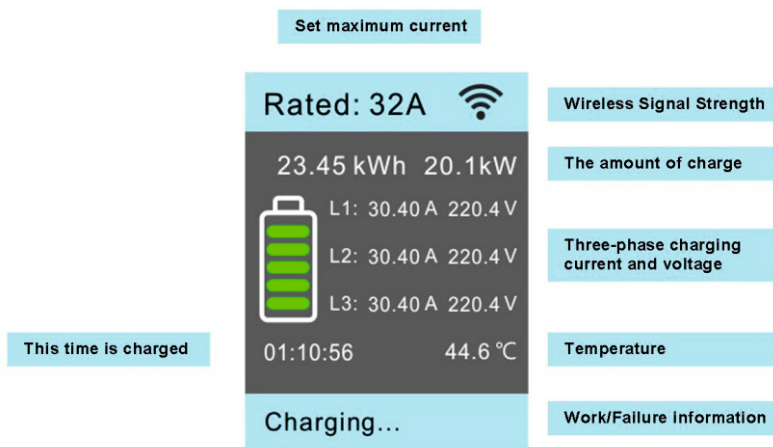 Set maximum current
Rated: 32A
Wireless Signal Strength
23.45 kWh 20.1kW
The amount of charge
L1: 30.40 A 220.4 V
L2: 30.40 A 220.4 V
Three-phase charging
current and voltage
L3: 30.40 A 220.4 V
This time is charged
01:10:56 44.6 ℃
Temperature
Charging...
Work/Failure information